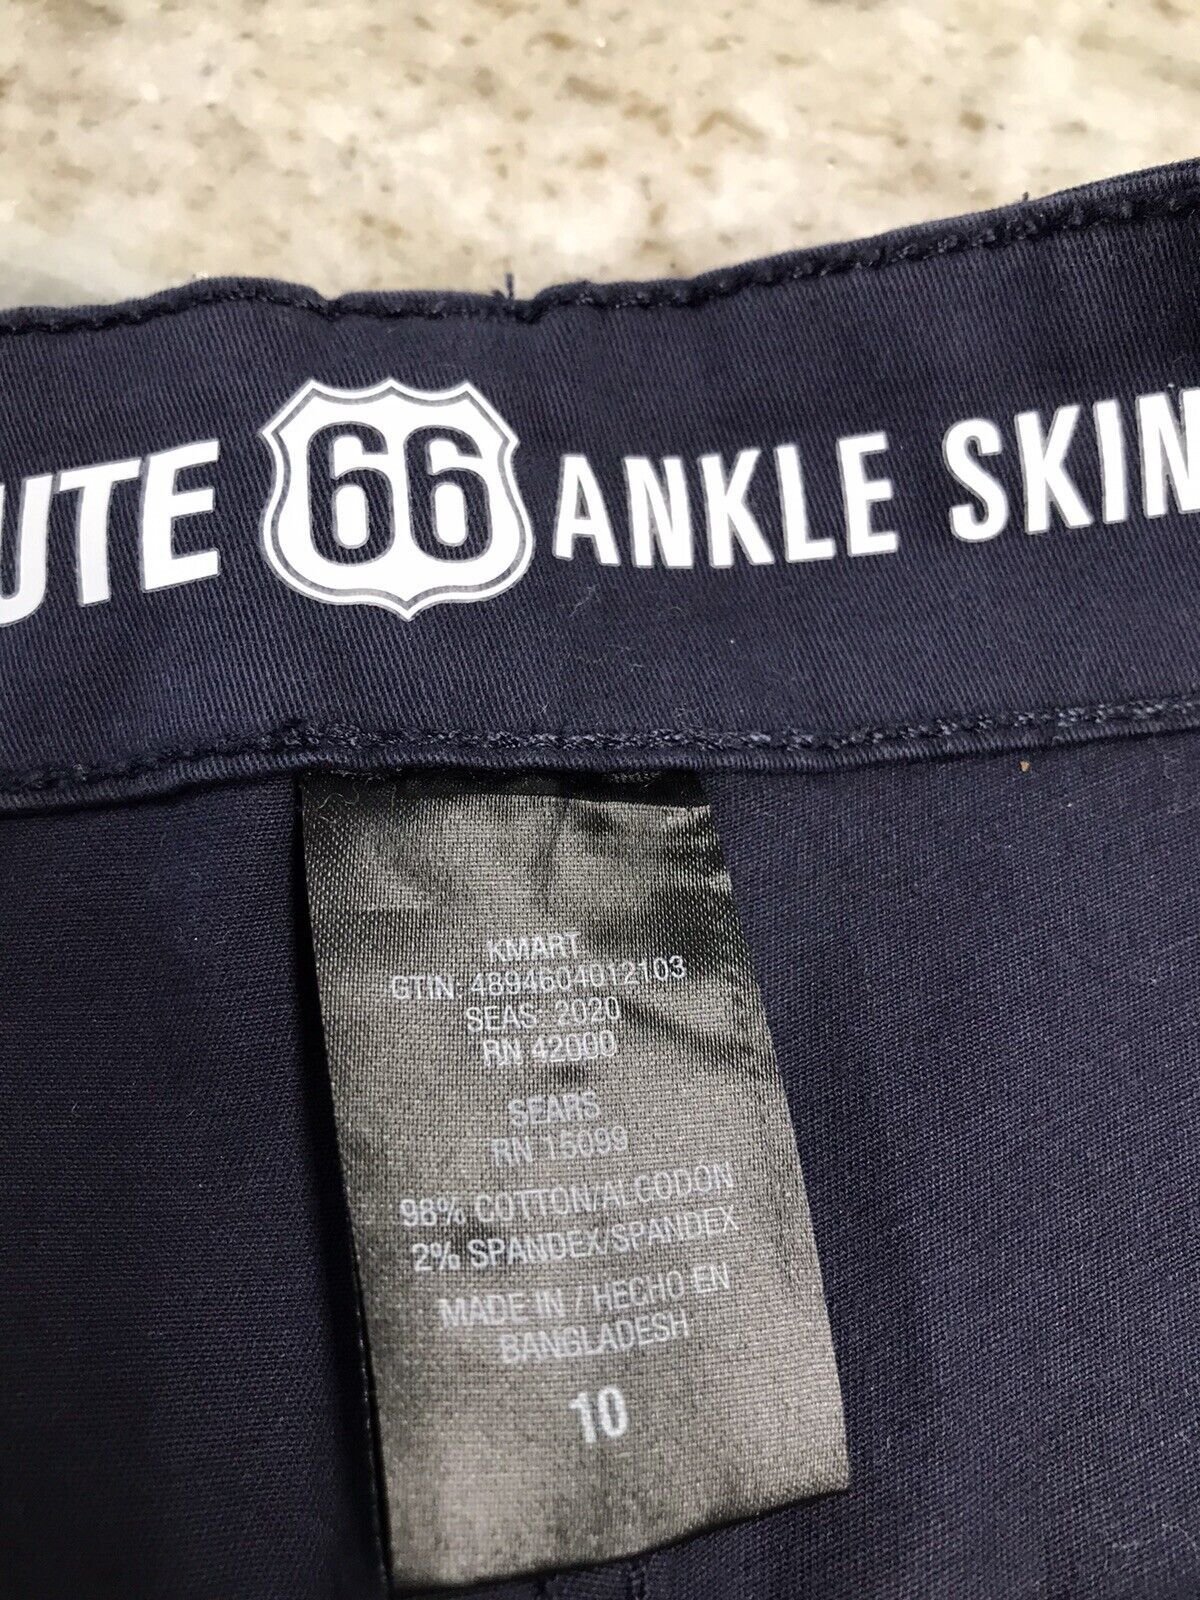 UTE 66 ANKLE SKIN
KMART
GTIN: 4894604012103
SEAS: 2020
RN 42000
SEARS
RN 15099
98% COTTON/ALGODON
2% SPANDEX/SPANDEX
MADE IN / HECHO EN
BANGLADESH
10